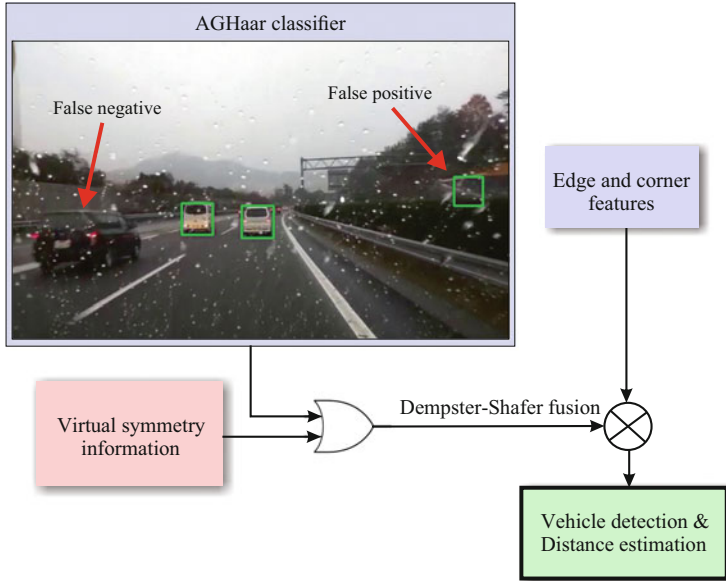 AGHaar classifier
False negative
False positive
Edge and corner
features
Virtual symmetry
information
Dempster-Shafer fusion
Vehicle detection &
Distance estimation